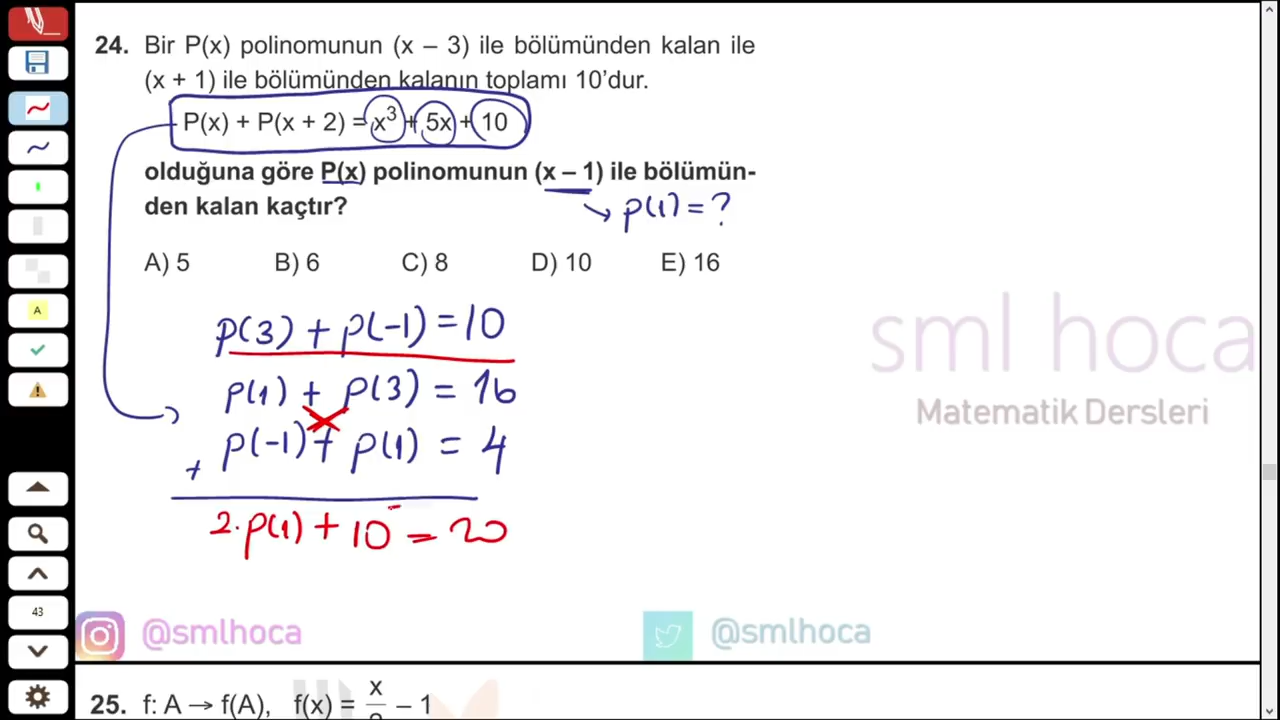 24. Bir P(x) polinomunun (x – 3) ile bölümünden kalan ile
(x + 1) ile bölümünden kalanın toplamı 10'dur.
P(x) + P(x + 2) = x³ + 5x + 10
olduğuna göre P(x) polinomunun (x – 1) ile bölümün-
den kalan kaçtır?
p(1) = ?
A) 5 B) 6 C) 8 D) 10 E) 16
p(3) + p(-1) = 10
p(1) + p(3) = 16
p(-1) + p(1) = 4
+
2·p(1) + 10 = 20
sml hoca
Matematik Dersleri
A
43
@smlhoca @smlhoca
25. f: A → f(A), f(x) = x – 1